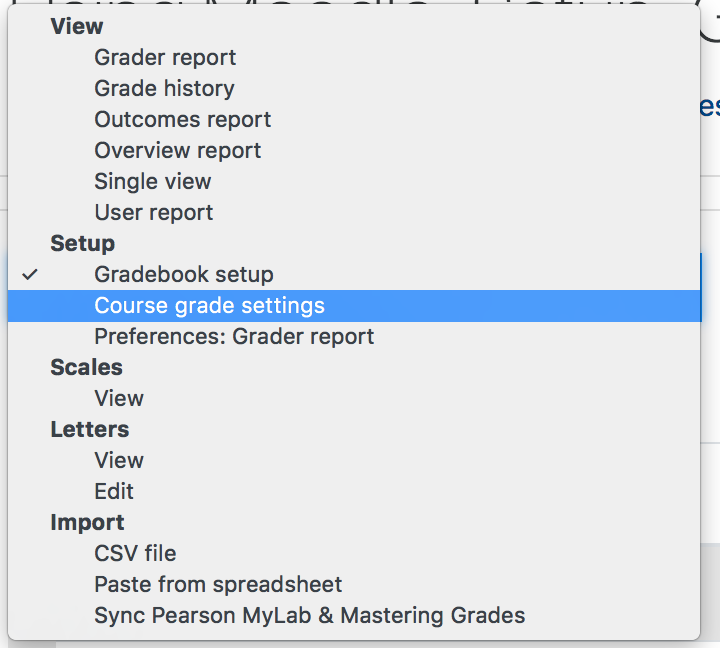 View
Grader report
Grade history
Outcomes report
Overview report
Single view
User report
Setup
✓ Gradebook setup
Course grade settings
Preferences: Grader report
Scales
View
Letters
View
Edit
Import
CSV file
Paste from spreadsheet
Sync Pearson MyLab & Mastering Grades